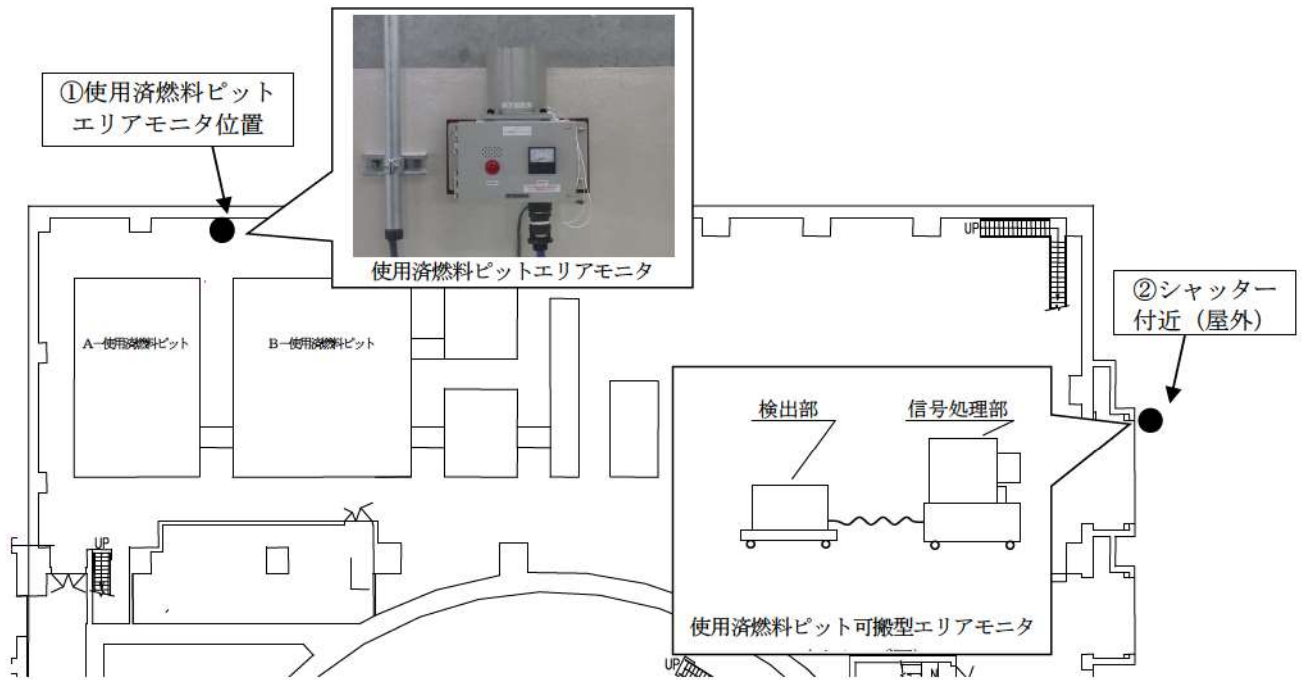 ①使用済燃料ピット
エリアモニタ位置
使用済燃料ピットエリアモニタ
UP
②シャッター
付近（屋外）
A－使用済燃料ピット
B－使用済燃料ピット
検出部
信号処理部
UP
使用済燃料ピット可搬型エリアモニタ
UP
N